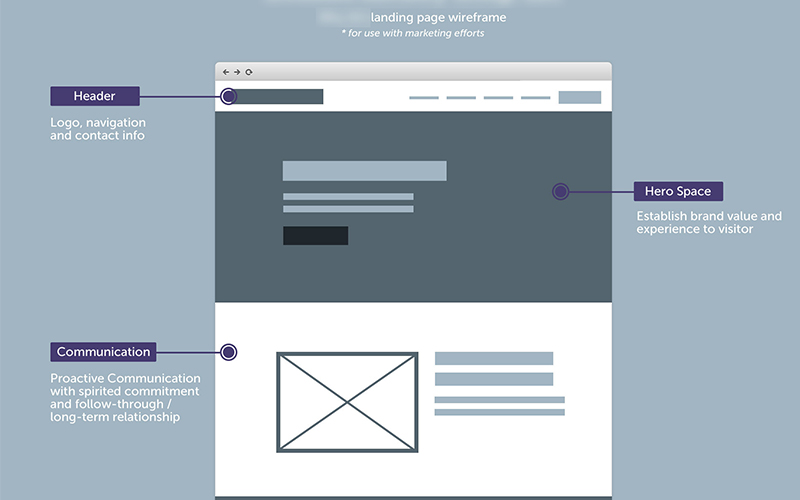 landing page wireframe
* for use with marketing efforts
Header
Logo, navigation
and contact info
Hero Space
Establish brand value and
experience to visitor
Communication
Proactive Communication
with spirited commitment
and follow-through /
long-term relationship